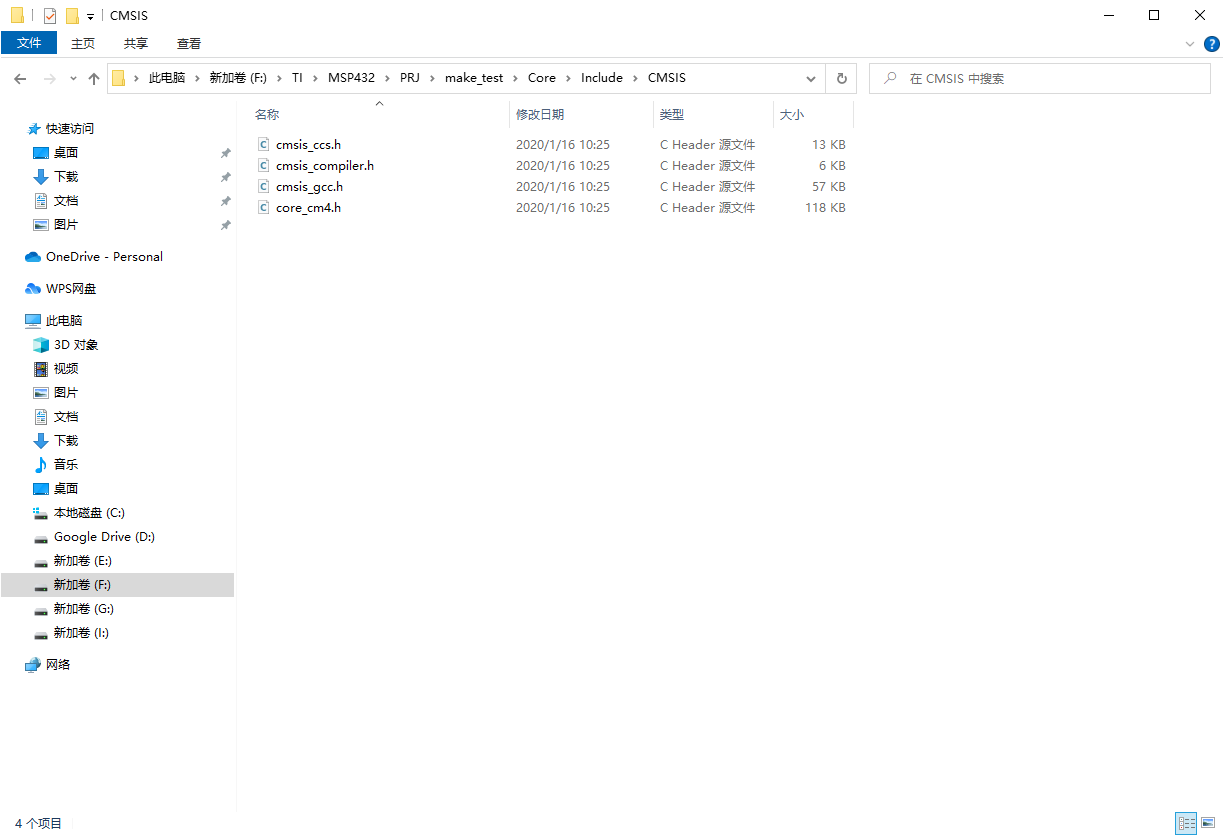 CMSIS
文件 主页 共享 查看
此电脑 新加卷 (F:) TI MSP432 PRJ make_test Core Include CMSIS
在 CMSIS 中搜索
名称 修改日期 类型 大小
cmsis_ccs.h 2020/1/16 10:25 C Header 源文件 13 KB
cmsis_compiler.h 2020/1/16 10:25 C Header 源文件 6 KB
cmsis_gcc.h 2020/1/16 10:25 C Header 源文件 57 KB
core_cm4.h 2020/1/16 10:25 C Header 源文件 118 KB
快速访问
桌面
下载
文档
图片
OneDrive - Personal
WPS网盘
此电脑
3D 对象
视频
图片
文档
下载
音乐
桌面
本地磁盘 (C:)
Google Drive (D:)
新加卷 (E:)
新加卷 (F:)
新加卷 (G:)
新加卷 (I:)
网络
4 个项目